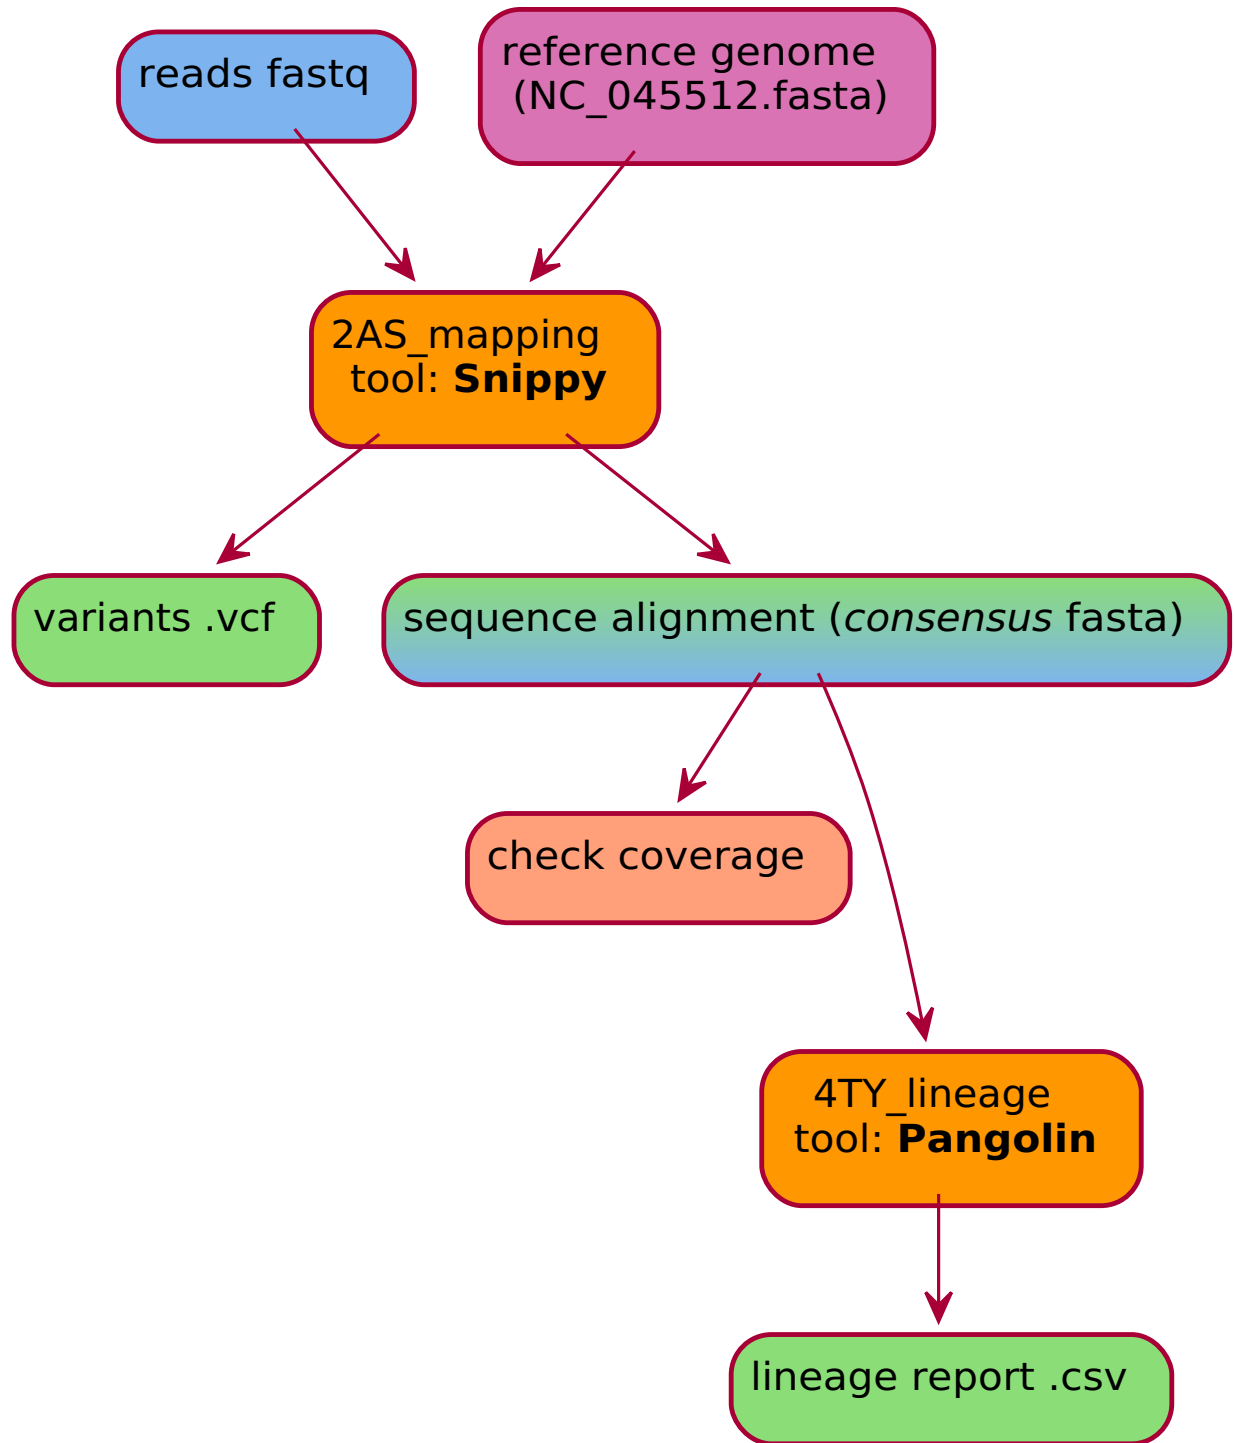 reads fastq
reference genome
(NC_045512.fasta)
2AS_mapping
tool: Snippy
variants .vcf
sequence alignment (consensus fasta)
check coverage
4TY_lineage
tool: Pangolin
lineage report .csv